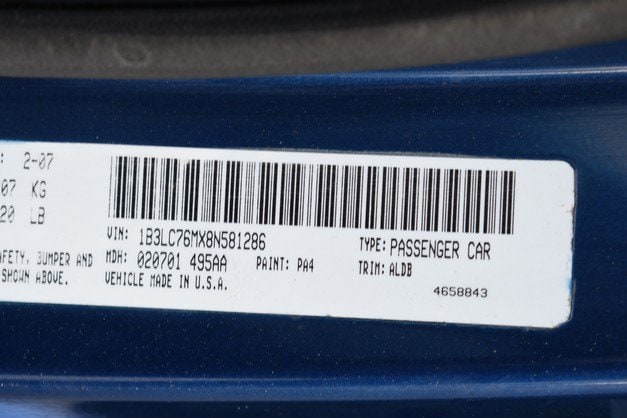 : 2-07
07 KG
20 LB
VIN: 1B3LC76MX8N581286 TYPE: PASSENGER CAR
AFETY, BUMPER AND MDH: 020701 495AA PAINT: PA4 TRIM: ALDB
SHOWN ABOVE. VEHICLE MADE IN U.S.A. 4658843